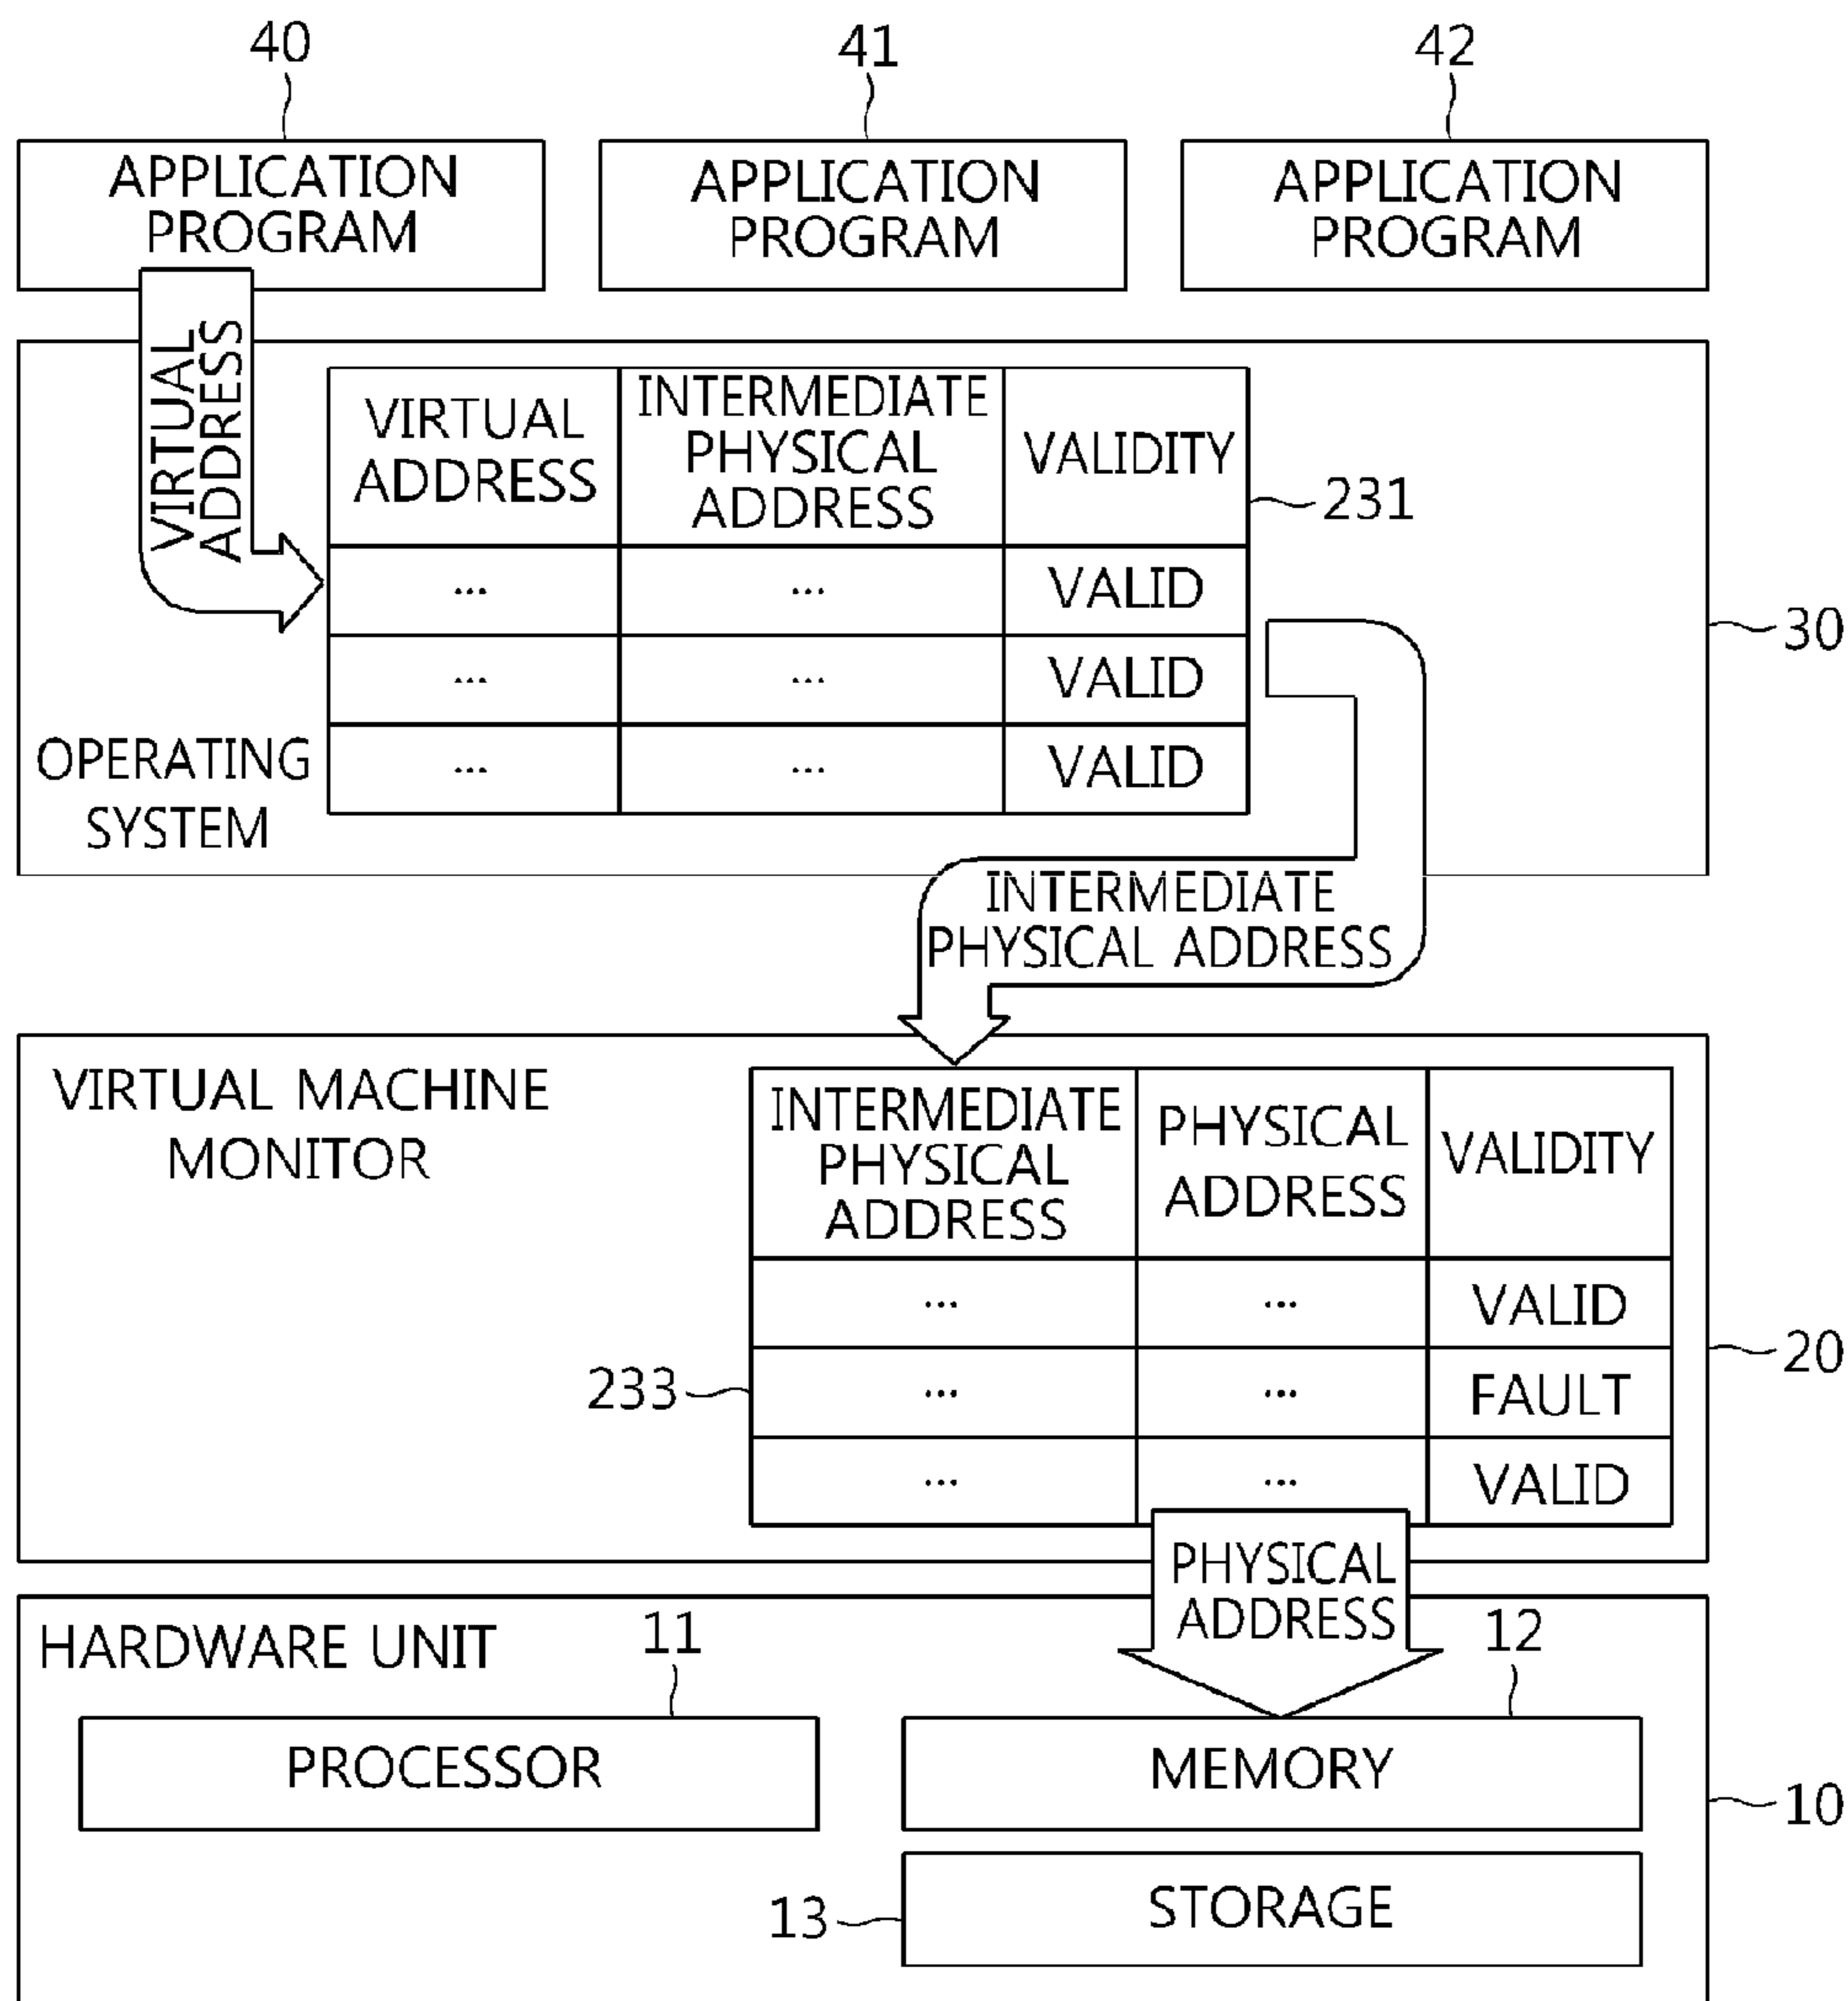 40
41
42
APPLICATION
PROGRAM
APPLICATION
PROGRAM
APPLICATION
PROGRAM
VIRTUAL
ADDRESS
VIRTUAL
ADDRESS
INTERMEDIATE
PHYSICAL
ADDRESS
VALIDITY
231
... ... VALID
30
... ... VALID
... ... VALID
OPERATING
SYSTEM
INTERMEDIATE
PHYSICAL ADDRESS
VIRTUAL MACHINE
MONITOR
INTERMEDIATE
PHYSICAL
ADDRESS
PHYSICAL
ADDRESS
VALIDITY
... ... VALID
20
233
... ... FAULT
... ... VALID
PHYSICAL
ADDRESS
HARDWARE UNIT
11
12
PROCESSOR
MEMORY
10
13
STORAGE